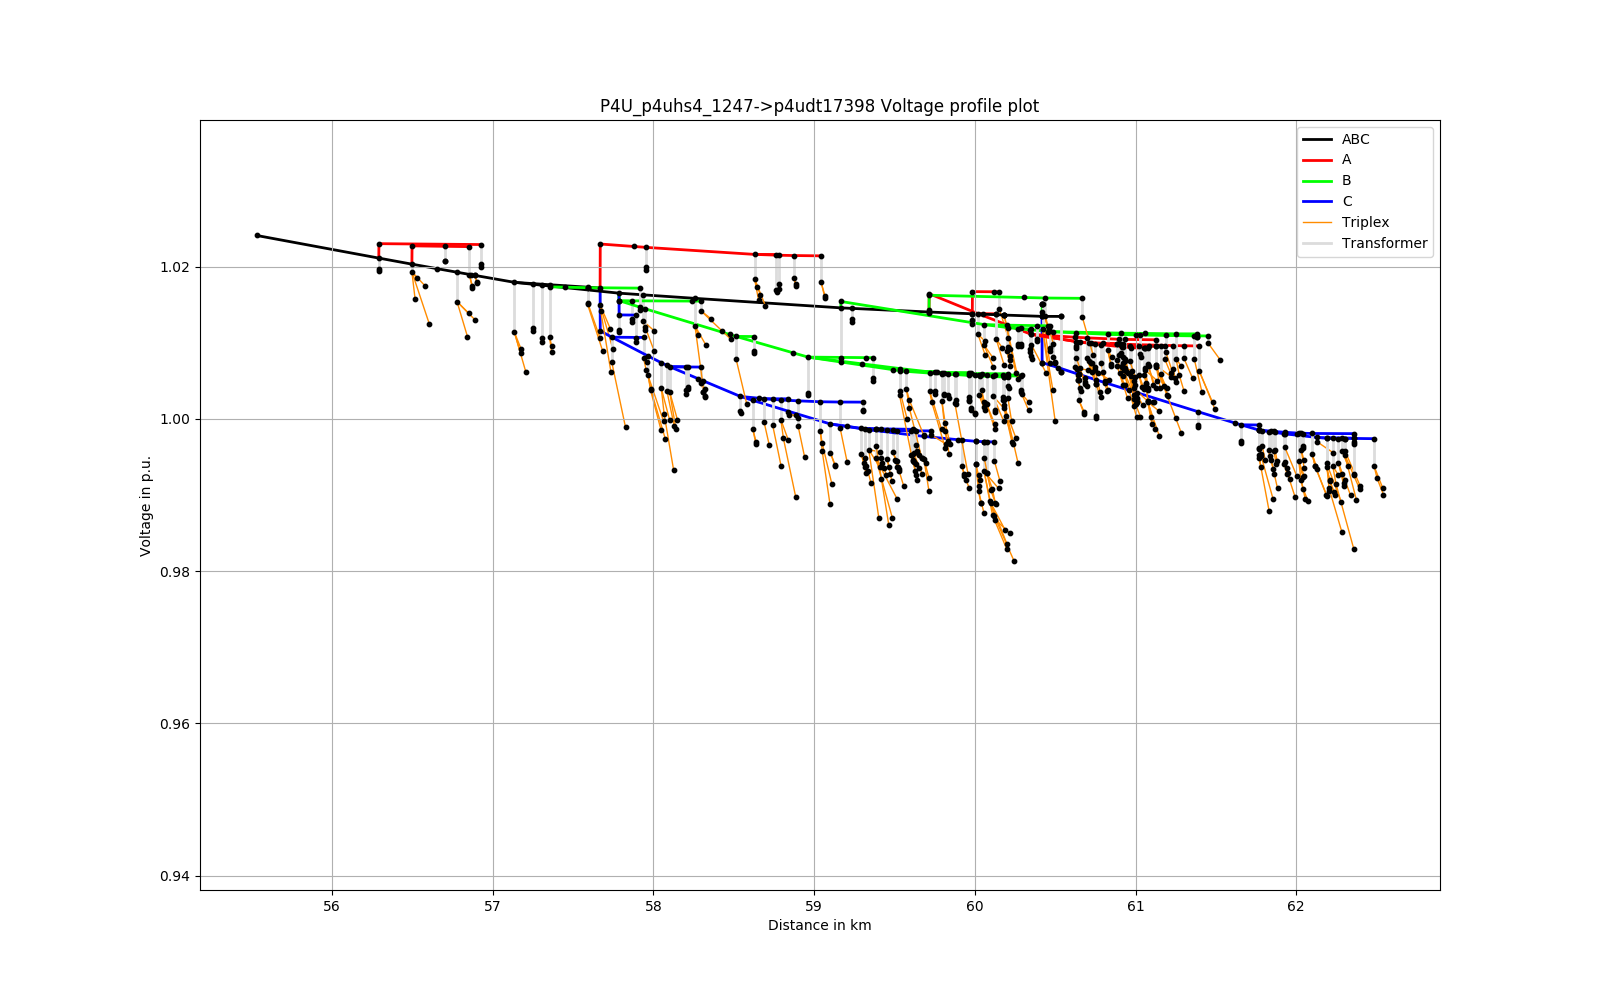 P4U_p4uhs4_1247->p4udt17398 Voltage profile plot
ABC
A
B
C
Triplex
Transformer
1.02
1.00
0.98
0.96
0.94
Voltage in p.u.
56 57 58 59 60 61 62
Distance in km